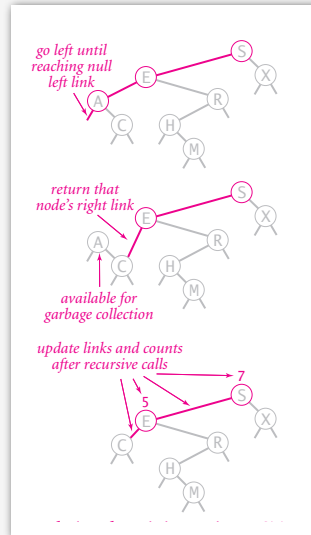 go left until
reaching null
left link
S
E
X
A
R
C
H
M
return that
node's right link
S
E
X
A
R
C
H
M
available for
garbage collection
update links and counts
after recursive calls
7
5
S
E
X
C
R
H
M